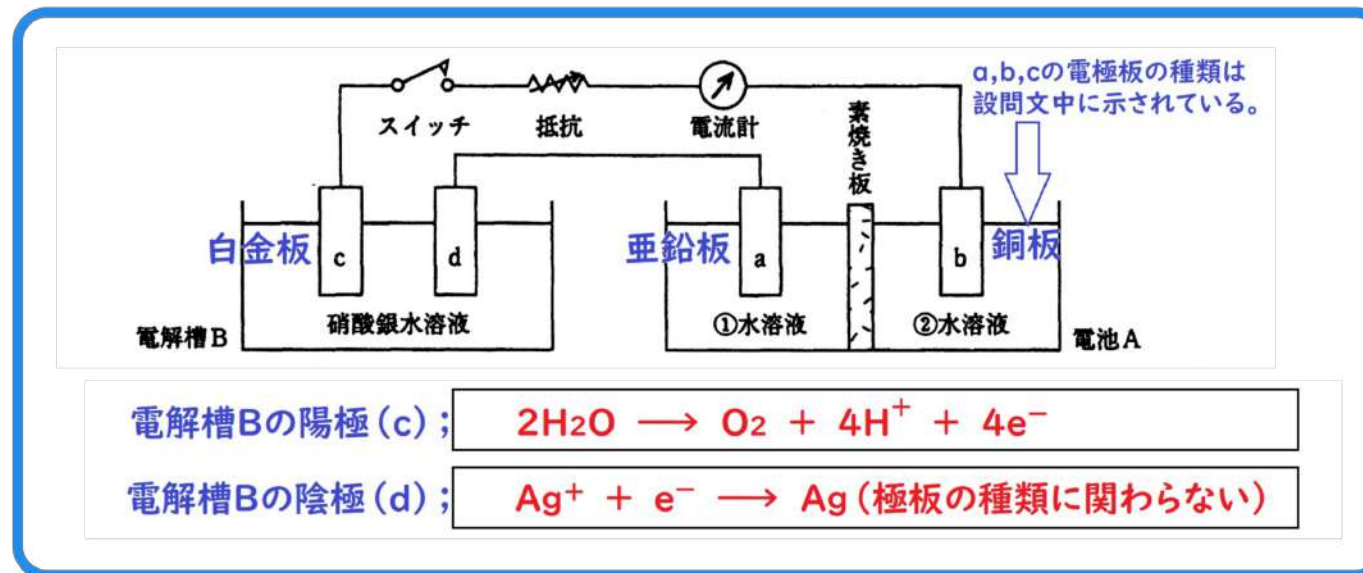 a,b,cの電極板の種類は
設問文中に示されている。
スイッチ
抵抗
電流計
素焼き板
白金板
c
d
亜鉛板
a
b
銅板
硝酸銀水溶液
①水溶液
②水溶液
電解槽B
電池A
電解槽Bの陽極(c); 2H₂O → O₂ + 4H⁺ + 4e⁻
電解槽Bの陰極(d); Ag⁺ + e⁻ → Ag(極板の種類に関わらない)